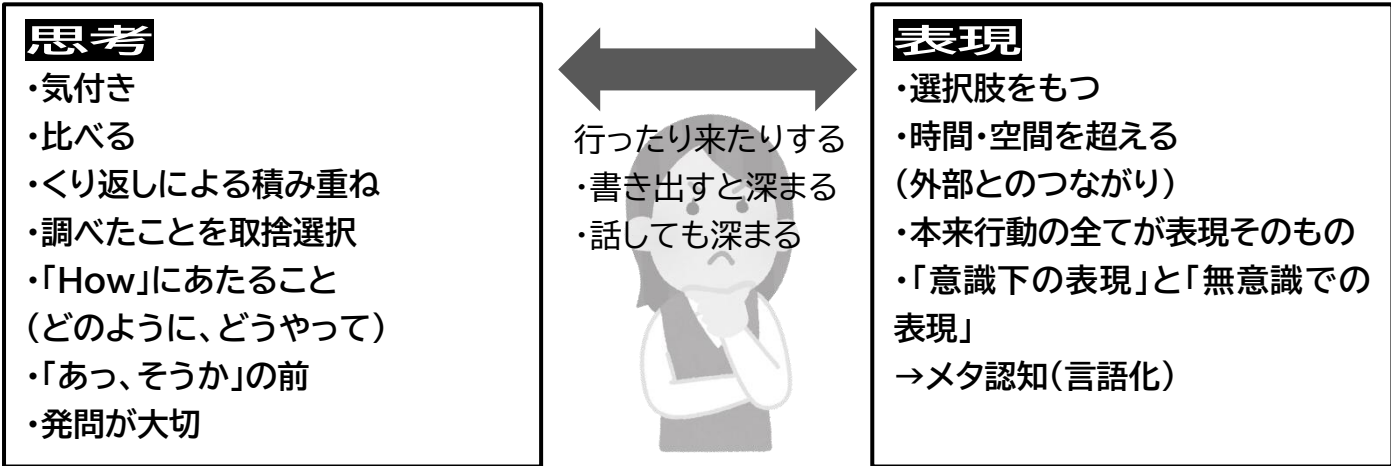 思考
・気付き
・比べる
・くり返しによる積み重ね
・調べたことを取捨選択
・「How」にあたること
（どのように、どうやって）
・「あっ、そうか」の前
・発問が大切
行ったり来たりする
・書き出すと深まる
・話しても深まる
表現
・選択肢をもつ
・時間・空間を超える
（外部とのつながり）
・本来行動の全てが表現そのもの
・「意識下の表現」と「無意識での
表現」
→メタ認知（言語化）